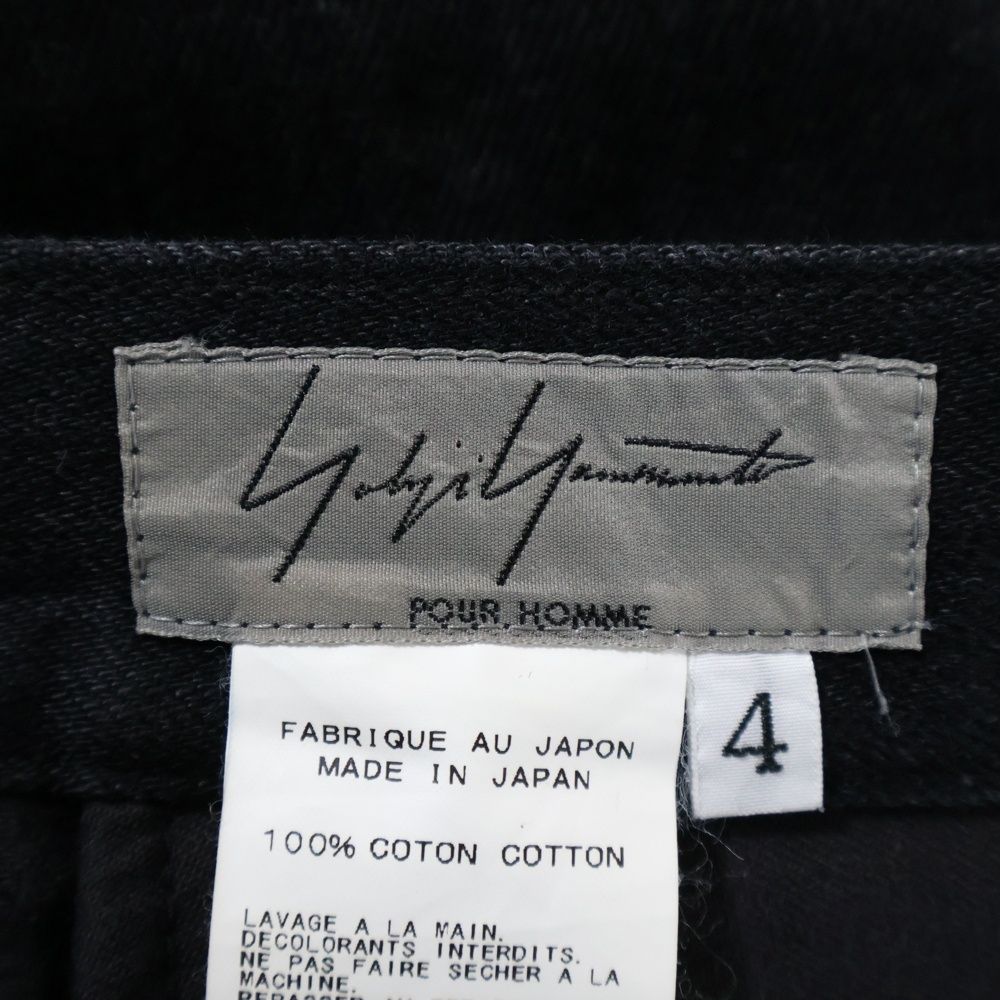 Yohji Yamamoto
POUR HOMME
4
FABRIQUE AU JAPON
MADE IN JAPAN
100% COTON COTTON
LAVAGE A LA MAIN.
DECOLORANTS INTERDITS.
NE PAS FAIRE SECHER A LA
MACHINE.
REPASSER